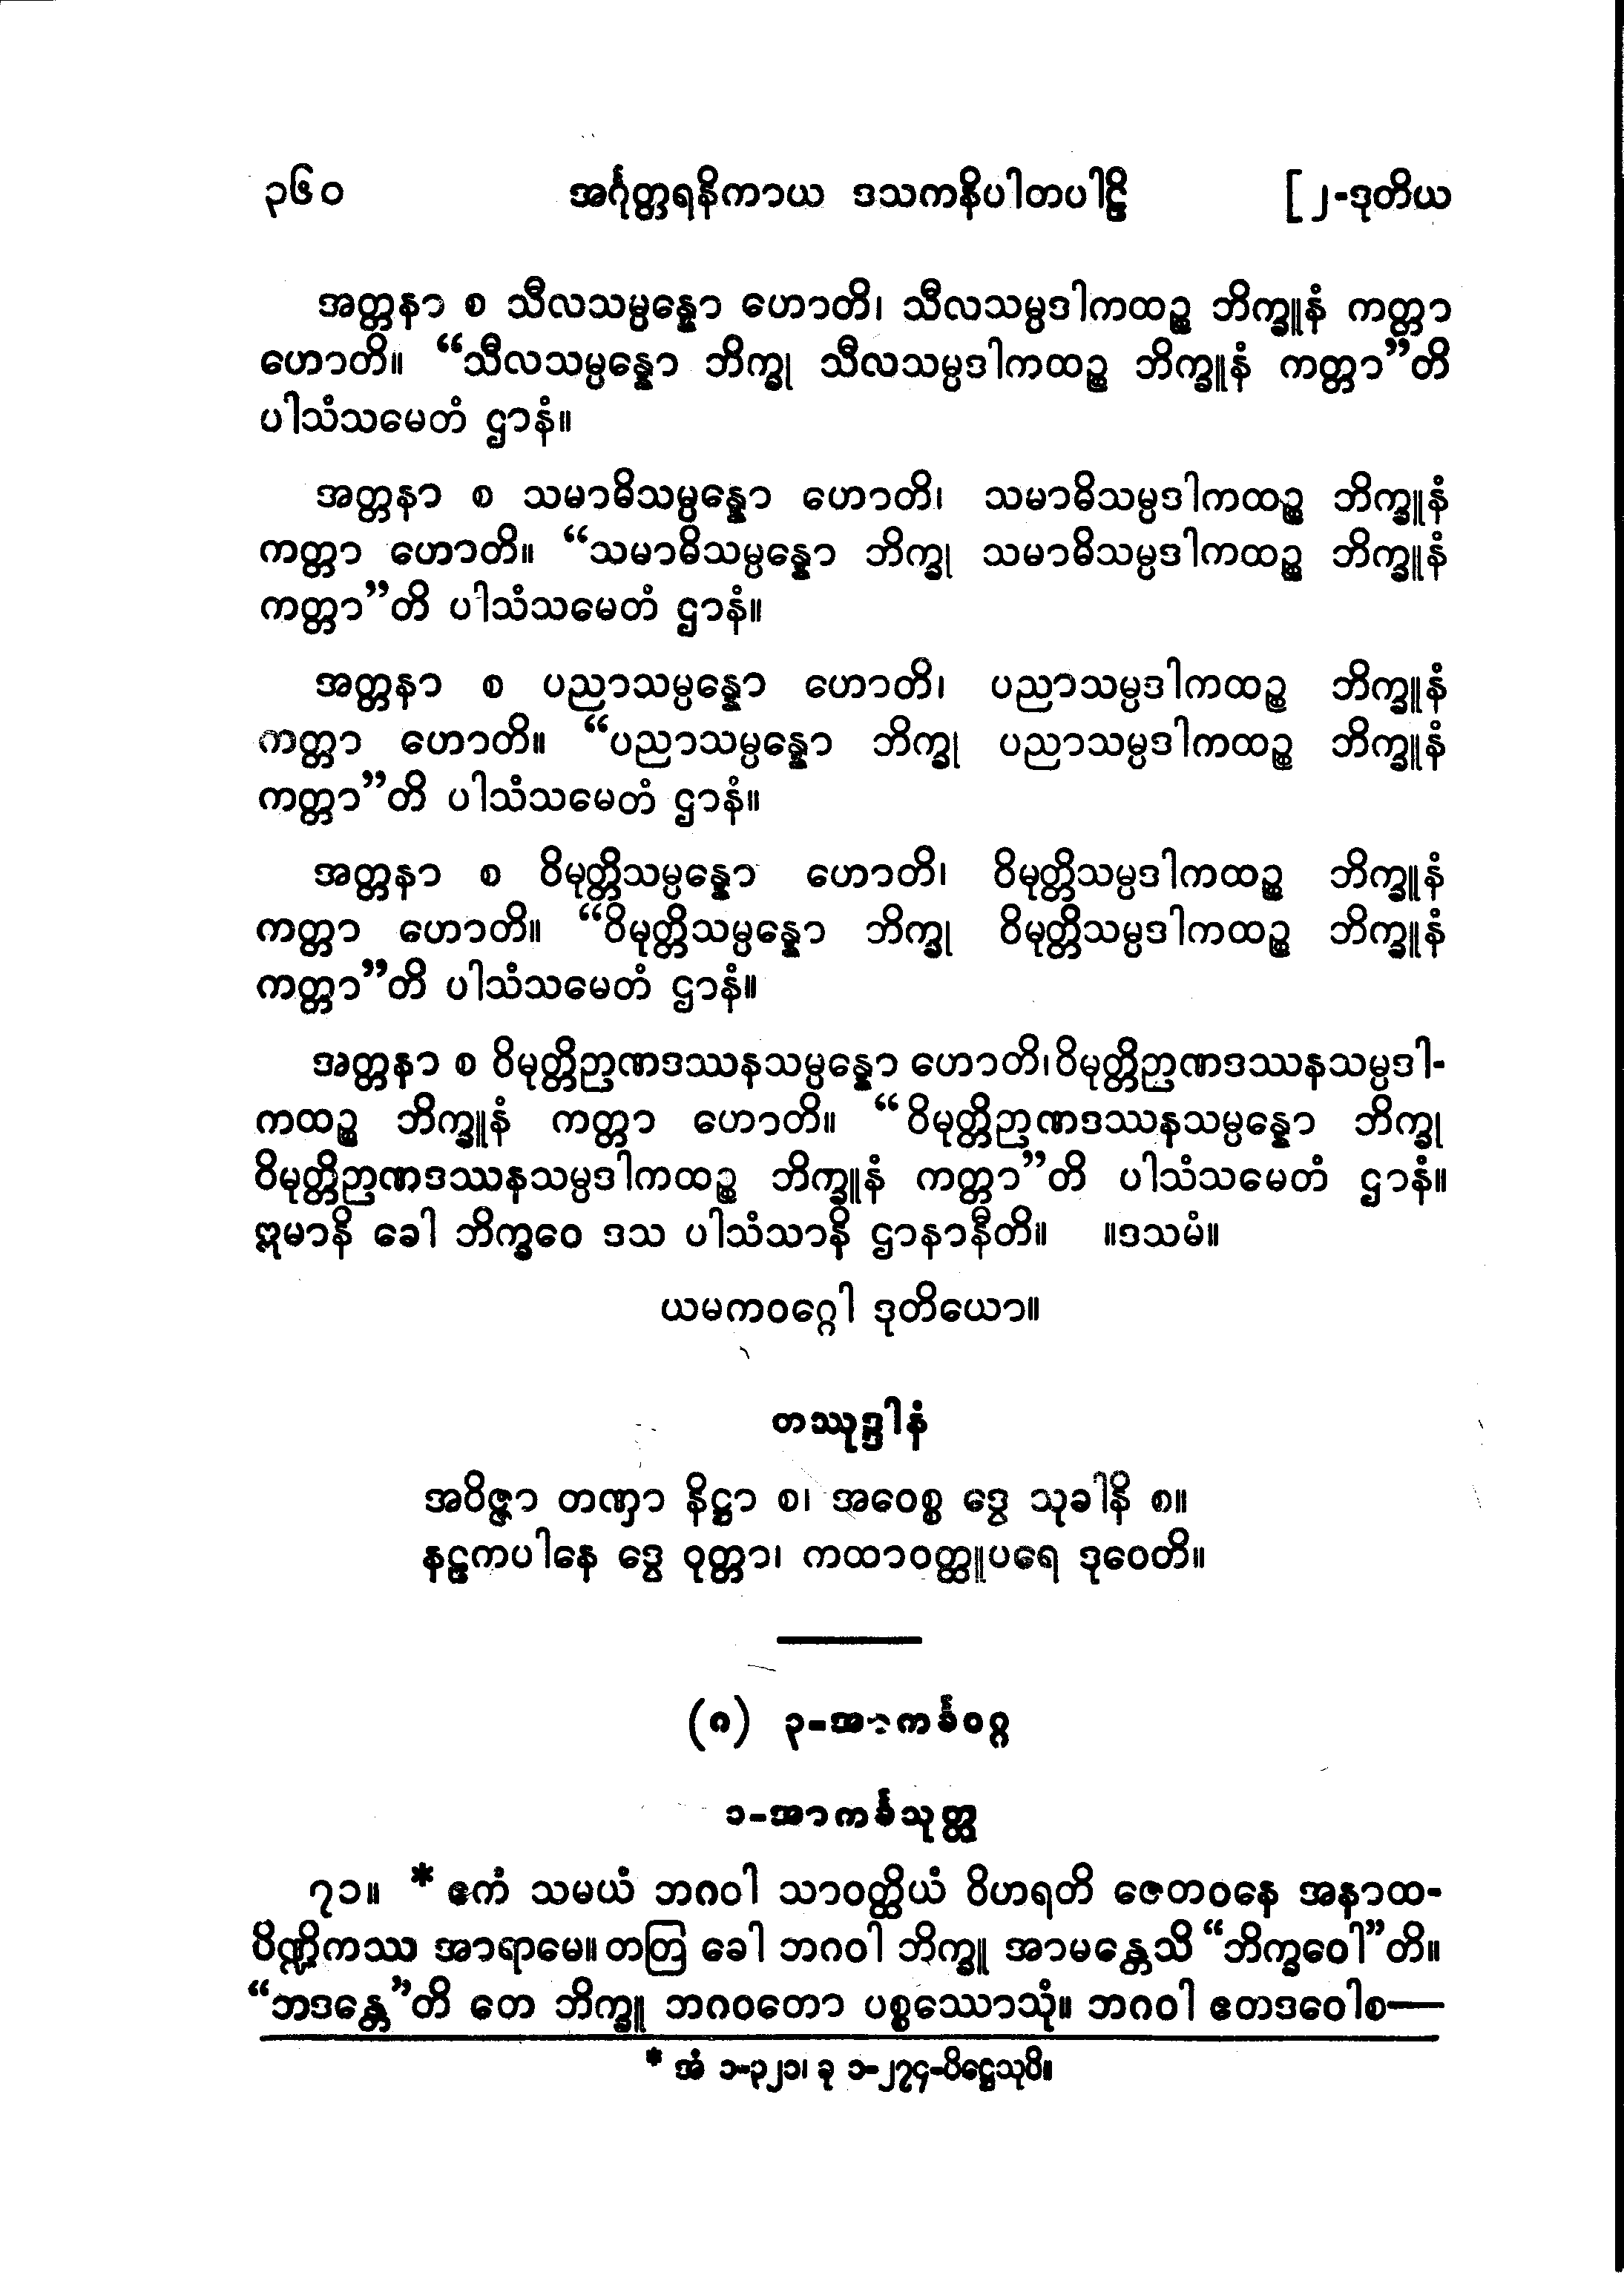 ၃၆၀ အင်္ဂုတ္တရနိကာယ ဒသကနိပါတပါဠိ [၂-ဒုတိယ
အတ္တနာ စ သီလသမ္ပန္နော ဟောတိ၊ သီလသမ္ပဒါကထဉ္စ ဘိက္ခူနံ ကတ္တာ
ဟောတိ။ “သီလသမ္ပန္နော ဘိက္ခု သီလသမ္ပဒါကထဉ္စ ဘိက္ခူနံ ကတ္တာ”တိ
ပါသံသမေတံ ဌာနံ။
အတ္တနာ စ သမာဓိသမ္ပန္နော ဟောတိ၊ သမာဓိသမ္ပဒါကထဉ္စ ဘိက္ခူနံ
ကတ္တာ ဟောတိ။ “သမာဓိသမ္ပန္နော ဘိက္ခု သမာဓိသမ္ပဒါကထဉ္စ ဘိက္ခူနံ
ကတ္တာ”တိ ပါသံသမေတံ ဌာနံ။
အတ္တနာ စ ပညာသမ္ပန္နော ဟောတိ၊ ပညာသမ္ပဒါကထဉ္စ ဘိက္ခူနံ
ကတ္တာ ဟောတိ။ “ပညာသမ္ပန္နော ဘိက္ခု ပညာသမ္ပဒါကထဉ္စ ဘိက္ခူနံ
ကတ္တာ”တိ ပါသံသမေတံ ဌာနံ။
အတ္တနာ စ ဝိမုတ္တိသမ္ပန္နော ဟောတိ၊ ဝိမုတ္တိသမ္ပဒါကထဉ္စ ဘိက္ခူနံ
ကတ္တာ ဟောတိ။ “ဝိမုတ္တိသမ္ပန္နော ဘိက္ခု ဝိမုတ္တိသမ္ပဒါကထဉ္စ ဘိက္ခူနံ
ကတ္တာ”တိ ပါသံသမေတံ ဌာနံ။
အတ္တနာ စ ဝိမုတ္တိဉာဏဒဿနသမ္ပန္နော ဟောတိ၊ဝိမုတ္တိဉာဏဒဿနသမ္ပဒါ-
ကထဉ္စ ဘိက္ခူနံ ကတ္တာ ဟောတိ။ “ဝိမုတ္တိဉာဏဒဿနသမ္ပန္နော ဘိက္ခု
ဝိမုတ္တိဉာဏဒဿနသမ္ပဒါကထဉ္စ ဘိက္ခူနံ ကတ္တာ”တိ ပါသံသမေတံ ဌာနံ။
ဣမာနိ ခေါ ဘိက္ခဝေ ဒသ ပါသံသာနိ ဌာနာနီတိ။ ။ဒသမံ။
ယမကဝဂ္ဂေါ ဒုတိယော။
တဿုဒ္ဒါနံ
အဝိဇ္ဇာ တဏှာ နိဋ္ဌာ စ၊ အဝေစ္စ ဒွေ သုခါနိ စ။
နဠကပါနေ ဒွေ ဝုတ္တာ၊ ကထာဝတ္ထူပရေ ဒုဝေတိ။
(၈) ၃-အာကင်္ခဝဂ္ဂ
၁-အာကင်္ခသုတ္တ
၇၁။ * ဧကံ သမယံ ဘဂဝါ သာဝတ္ထိယံ ဝိဟရတိ ဇေတဝနေ အနာထ-
ပိဏ္ဍိကဿ အာရာမေ။ တတြ ခေါ ဘဂဝါ ဘိက္ခူ အာမန္တေသိ “ဘိက္ခဝေါ”တိ။
“ဘဒန္တေ”တိ တေ ဘိက္ခူ ဘဂဝတော ပစ္စဿောသုံ။ ဘဂဝါ ဧတဒဝေါစ—
* အံ ၁-၃၂၁၊ ခု ၁-၂၇၄-ပိဋ္ဌေသုပိ။